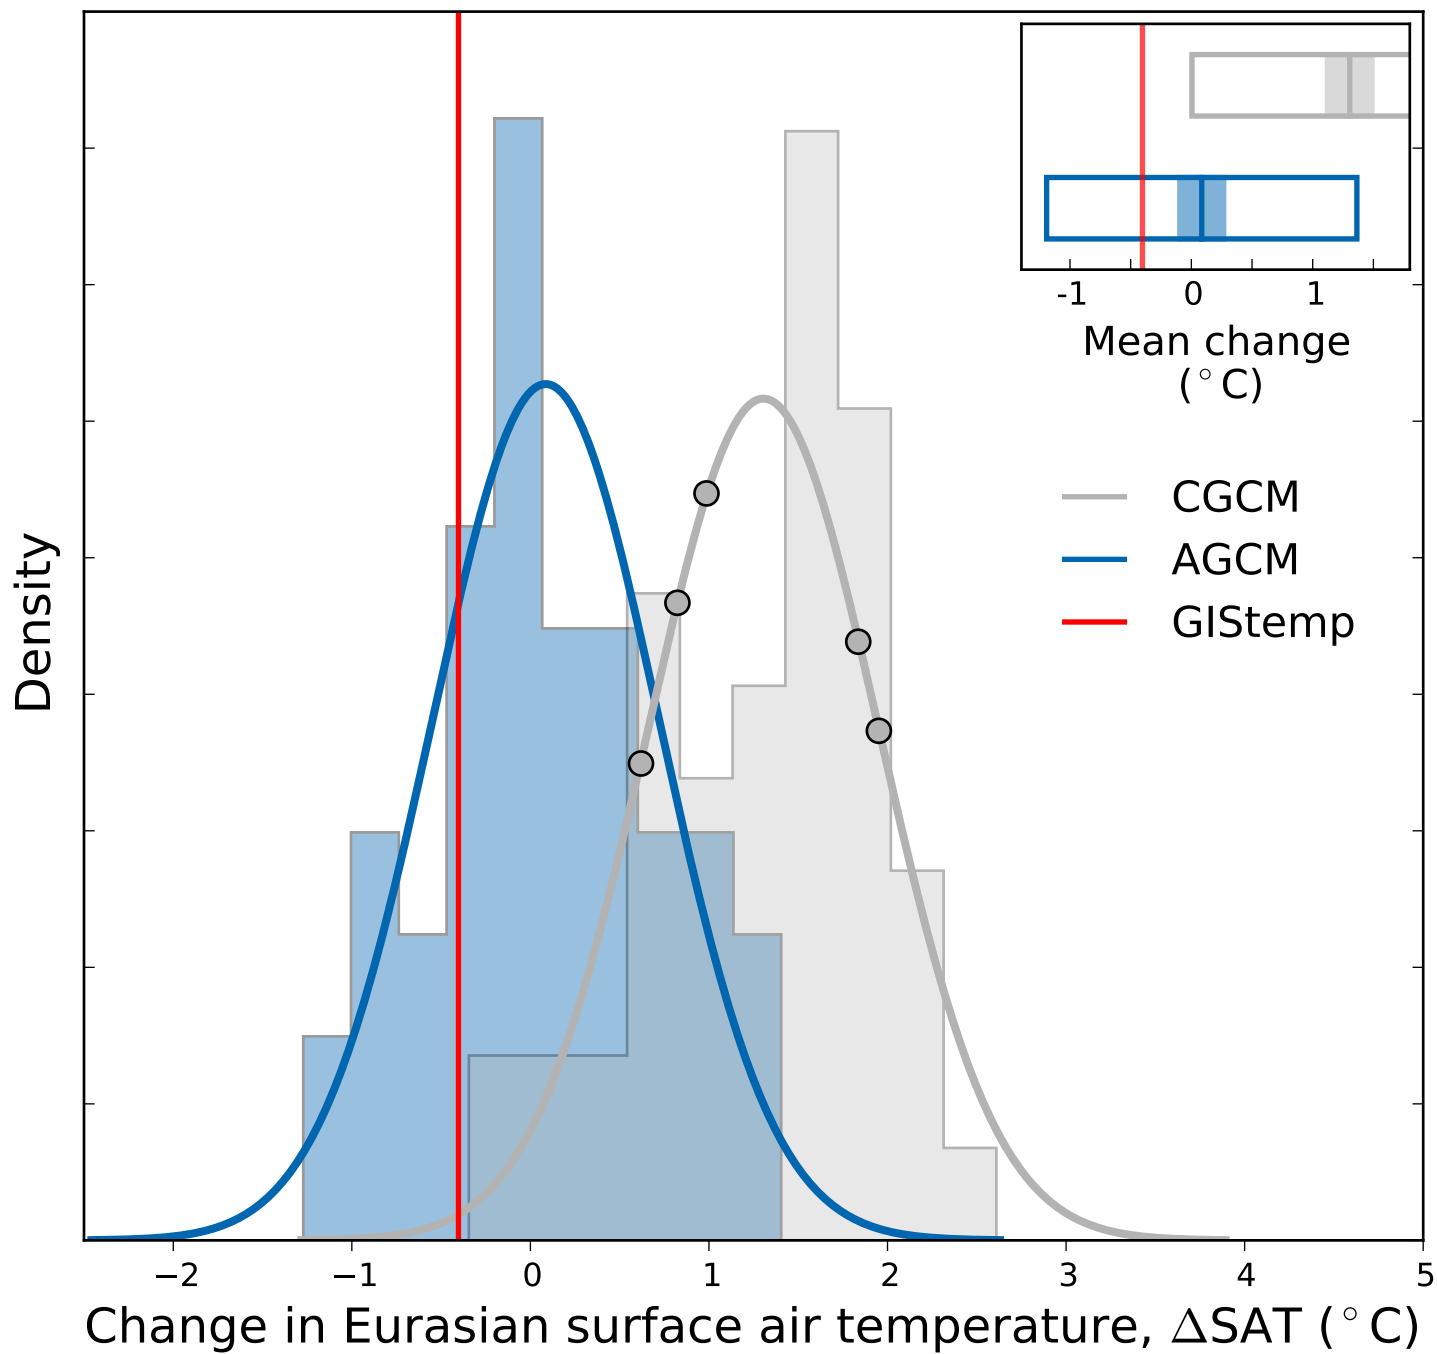 -1 0 1
Mean change
(°C)
CGCM
AGCM
GIStemp
Density
−2 −1 0 1 2 3 4 5
Change in Eurasian surface air temperature, ΔSAT (°C)